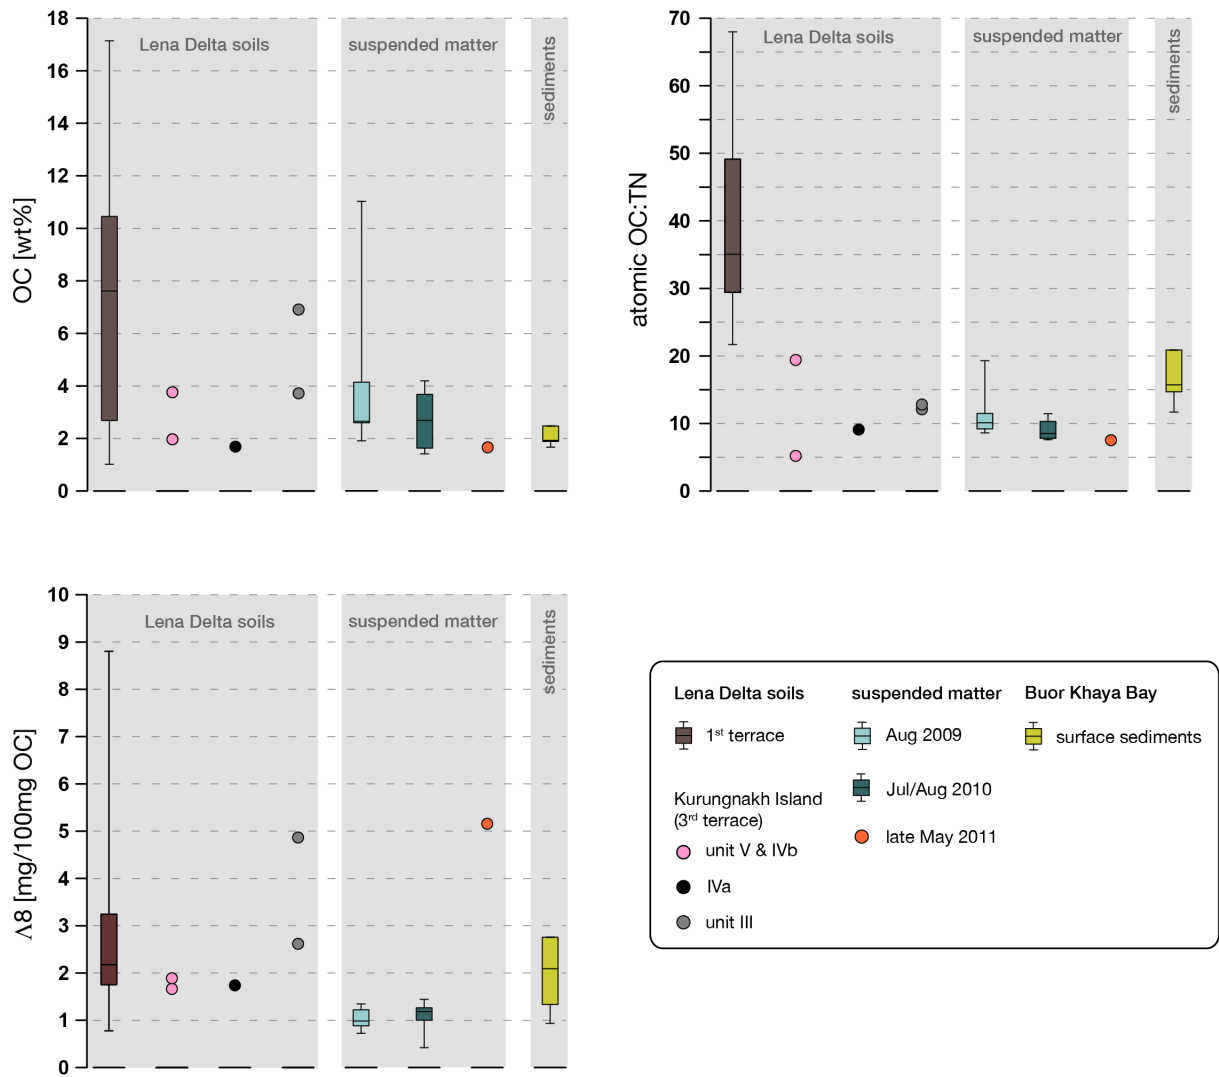 OC [wt%]
18
16
14
12
10
8
6
4
2
0
Lena Delta soils
suspended matter
sediments
atomic OC:TN
70
60
50
40
30
20
10
0
Lena Delta soils
suspended matter
sediments
Λ8 [mg/100mg OC]
10
9
8
7
6
5
4
3
2
1
0
Lena Delta soils
suspended matter
sediments
Lena Delta soils
1st terrace
Kurungnakh Island
(3rd terrace)
unit V & IVb
IVa
unit III
suspended matter
Aug 2009
Jul/Aug 2010
late May 2011
Buor Khaya Bay
surface sediments